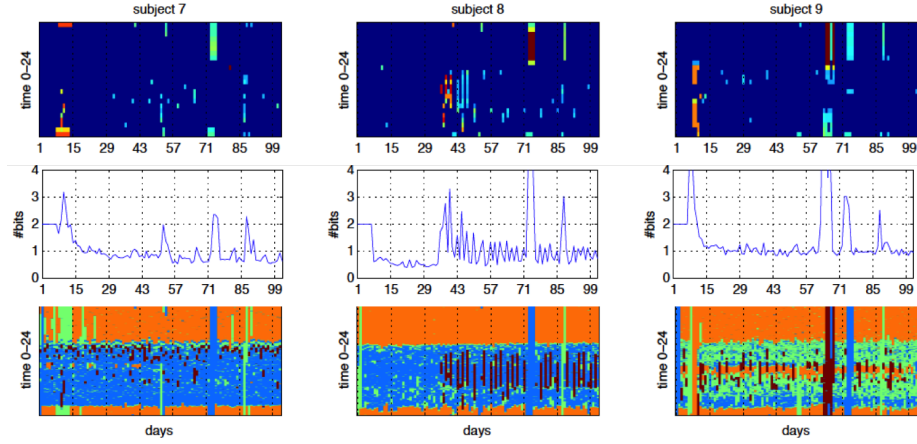 subject 7 subject 8 subject 9
time 0–24 time 0–24 time 0–24
1 15 29 43 57 71 85 99 1 15 29 43 57 71 85 99 1 15 29 43 57 71 85 99
4 4 4
3 3 3
#bits 2 #bits 2 #bits 2
1 1 1
0 0 0
1 15 29 43 57 71 85 99 1 15 29 43 57 71 85 99 1 15 29 43 57 71 85 99
time 0–24 time 0–24 time 0–24
days days days